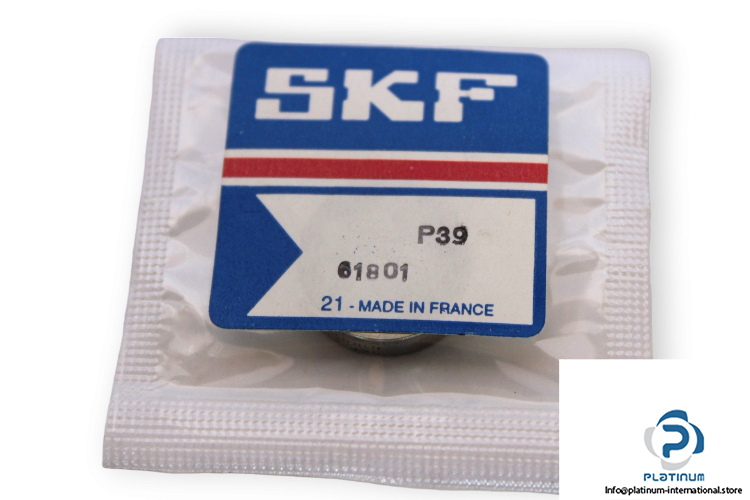 SKF
P39
61801
21 - MADE IN FRANCE
PLATINUM
Info@platinum-international.store